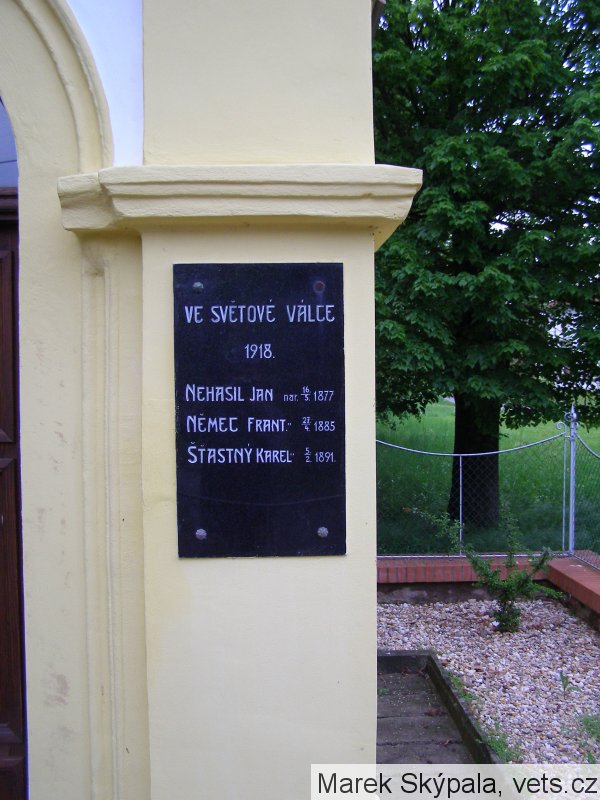 VE SVĚTOVÉ VÁLCE
1918.
NEHASIL JAN nar. 16/5. 1877
NĚMEC FRANT. " 27/4. 1885
ŠŤASTNÝ KAREL " 5/2. 1891.
Marek Skýpala, vets.cz